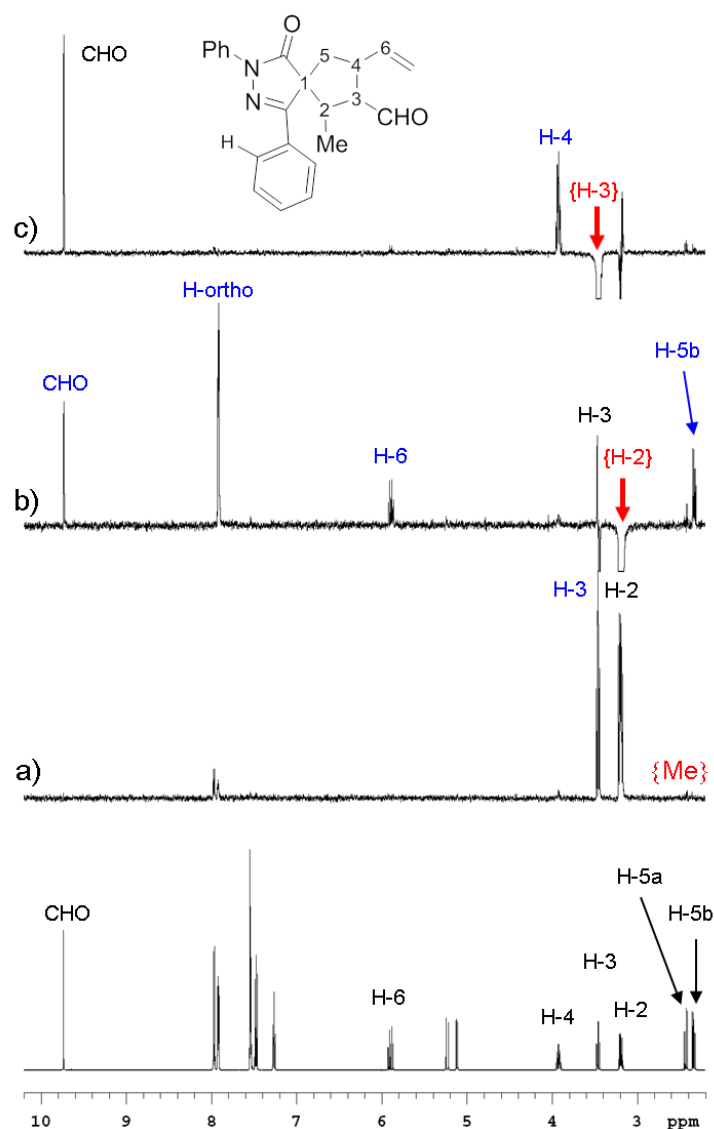 O
Ph
N
5
6
4
N
1
3
2
CHO
H
Me
CHO
H-4
{H-3}
c)
H-ortho
CHO
H-5b
H-3
{H-2}
H-6
b)
H-3
H-2
a)
{Me}
H-5a
CHO
H-5b
H-3
H-6
H-4
H-2
10 9 8 7 6 5 4 3 ppm